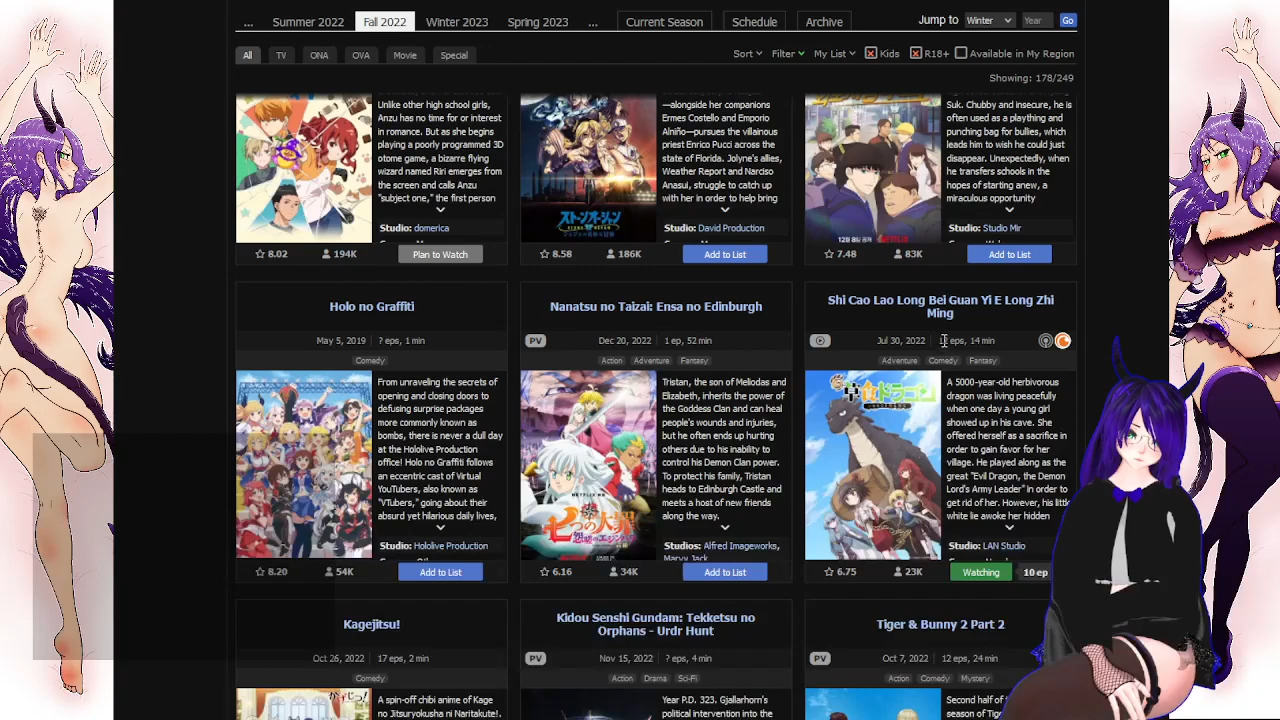 ... Summer 2022 Fall 2022 Winter 2023 Spring 2023 ... Current Season Schedule Archive Jump to Winter Year Go
All TV ONA OVA Movie Special Sort Filter My List Kids R18+ Available in My Region
Showing: 178/249
Unlike other high school girls,
Anzu has no time for or interest
in romance. But as she begins
playing a poorly programmed 3D
otome game, a bizarre flying
wizard named Riri emerges from
the screen and calls Anzu
"subject one," the first person
Studio: domerica
8.02 194K Plan to Watch
—alongside her companions
Ermes Costello and Emporio
Alniño—pursues the villainous
priest Enrico Pucci across the
state of Florida. Jolyne's allies,
Weather Report and Narciso
Anasui, struggle to catch up
with her in order to help bring
ストーンオーシャン
Studio: David Production
8.58 186K Add to List
Suk. Chubby and insecure, he is
often used as a plaything and
punching bag for bullies, which
leads him to wish he could just
disappear. Unexpectedly, when
he transfers schools in the
hopes of starting anew, a
miraculous opportunity
Studio: Studio Mir
7.48 83K Add to List
Holo no Graffiti
May 5, 2019 ? eps, 1 min
Comedy
From unraveling the secrets of
opening and closing doors to
defusing surprise packages
more commonly known as
bombs, there is never a dull day
at the Hololive Production
office! Holo no Graffiti follows
an eccentric cast of Virtual
YouTubers, also known as
"VTubers," going about their
absurd yet hilarious daily lives,
Studio: Hololive Production
8.20 54K Add to List
Nanatsu no Taizai: Ensa no Edinburgh
PV Dec 20, 2022 1 ep, 52 min
Action Adventure Fantasy
Tristan, the son of Meliodas and
Elizabeth, inherits the power of
the Goddess Clan and can heal
people's wounds and injuries,
but he often ends up hurting
others due to his inability to
control his Demon Clan power.
To protect his family, Tristan
heads to Edinburgh Castle and
meets a host of new friends
along the way.
七つの大罪
Studios: Alfred Imageworks,
Marvy Jack
6.16 34K Add to List
Shi Cao Lao Long Bei Guan Yi E Long Zhi
Ming
Jul 30, 2022 eps, 14 min
Adventure Comedy Fantasy
草食ドラゴン
A 5000-year-old herbivorous
dragon was living peacefully
when one day a young girl
showed up in his cave. She
offered herself as a sacrifice in
order to gain favor for her
village. He played along as the
great "Evil Dragon, the Demon
Lord's Army Leader" in order to
get rid of her. However, his little
white lie awoke her hidden
Studio: LAN Studio
6.75 23K Watching 10 ep
Kagejitsu!
Oct 26, 2022 17 eps, 2 min
Comedy
A spin-off chibi anime of Kage
no Jitsuryokusha ni Naritakute!.
Kidou Senshi Gundam: Tekketsu no
Orphans - Urdr Hunt
PV Nov 15, 2022 ? eps, 4 min
Action Drama Sci-Fi
Year P.D. 323. Gjallarhorn's
political intervention into the
Tiger & Bunny 2 Part 2
PV Oct 7, 2022 12 eps, 24 min
Action Comedy Mystery
Second half of
season of Tiger